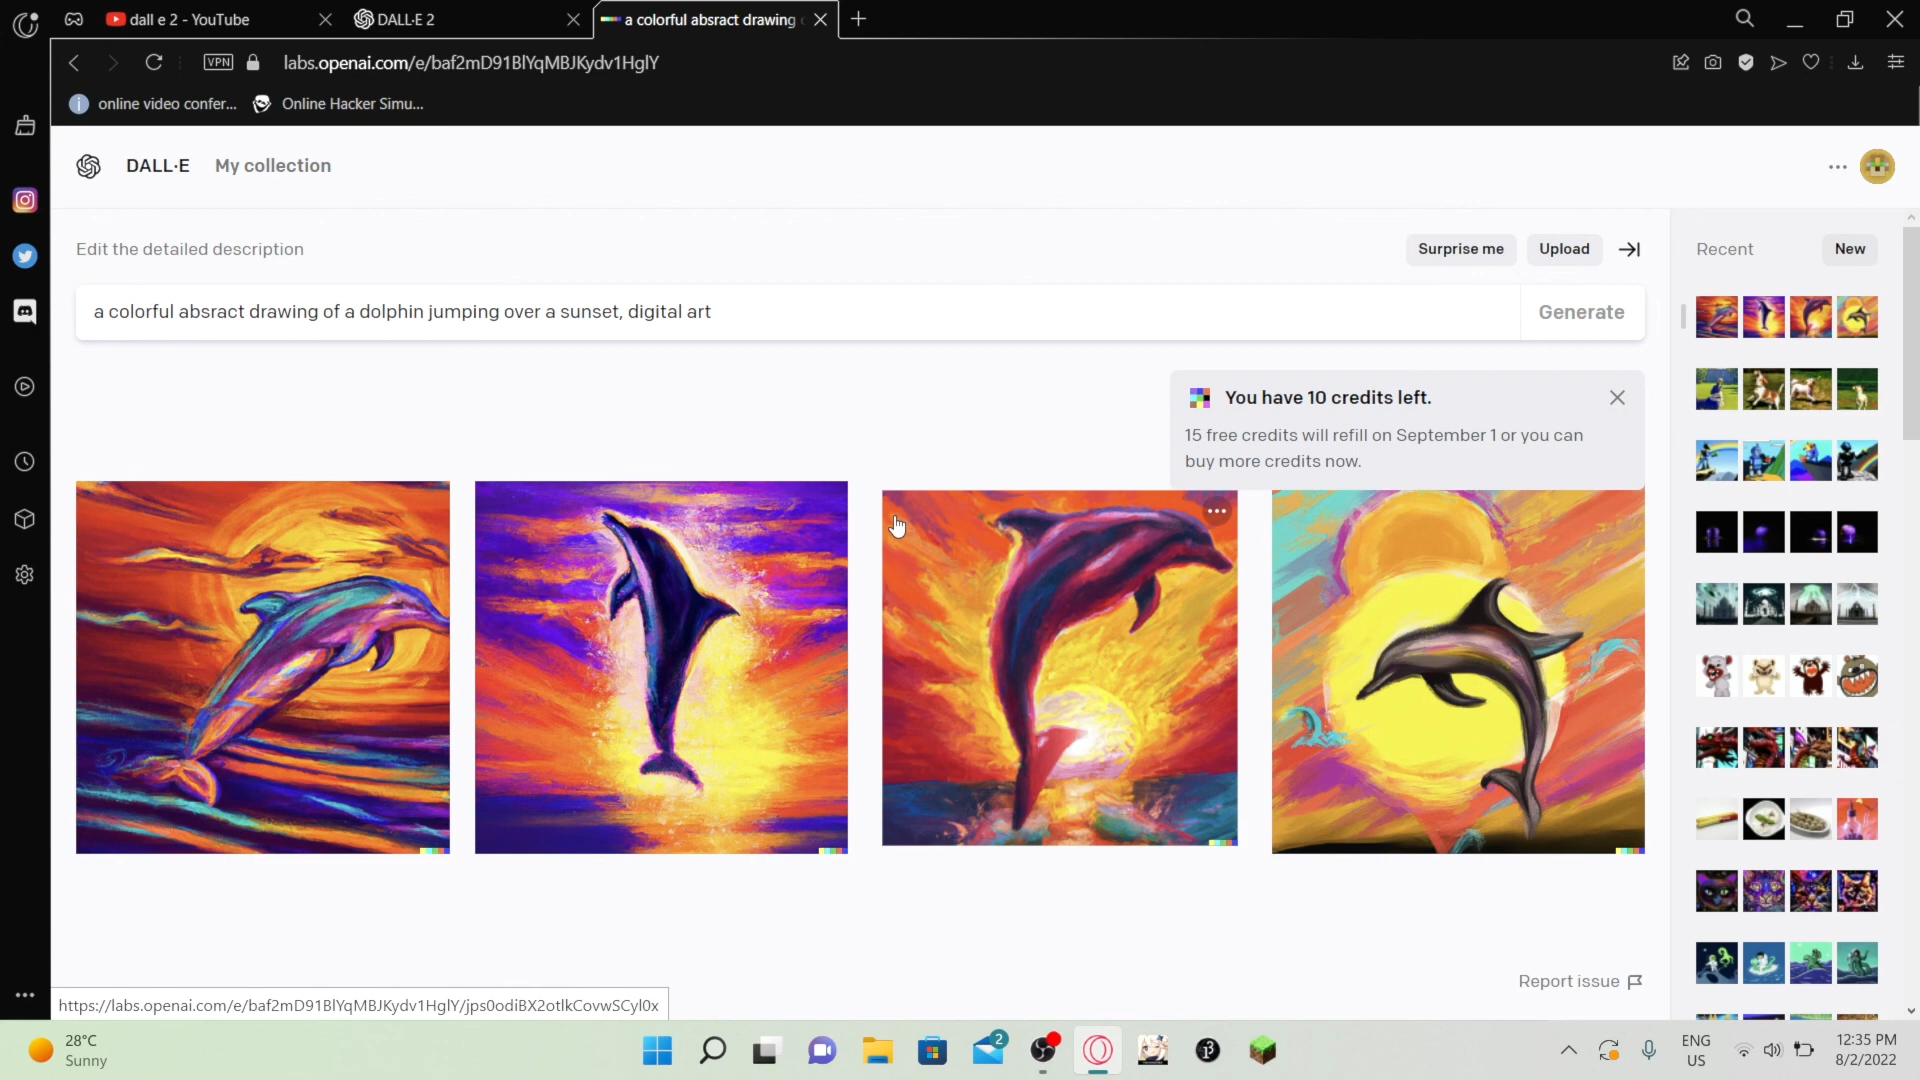 dall e 2 - YouTube
DALL·E 2
a colorful absract drawing
VPN
labs.openai.com/e/baf2mD91BlYqMBJKydv1HglY
online video confer...
Online Hacker Simu...
DALL·E
My collection
Edit the detailed description
Surprise me
Upload
Recent
New
a colorful absract drawing of a dolphin jumping over a sunset, digital art
Generate
You have 10 credits left.
15 free credits will refill on September 1 or you can
buy more credits now.
Report issue
https://labs.openai.com/e/baf2mD91BlYqMBJKydv1HglY/jps0odiBX2otlkCovwSCyl0x
28°C
Sunny
2
ENG
US
12:35 PM
8/2/2022